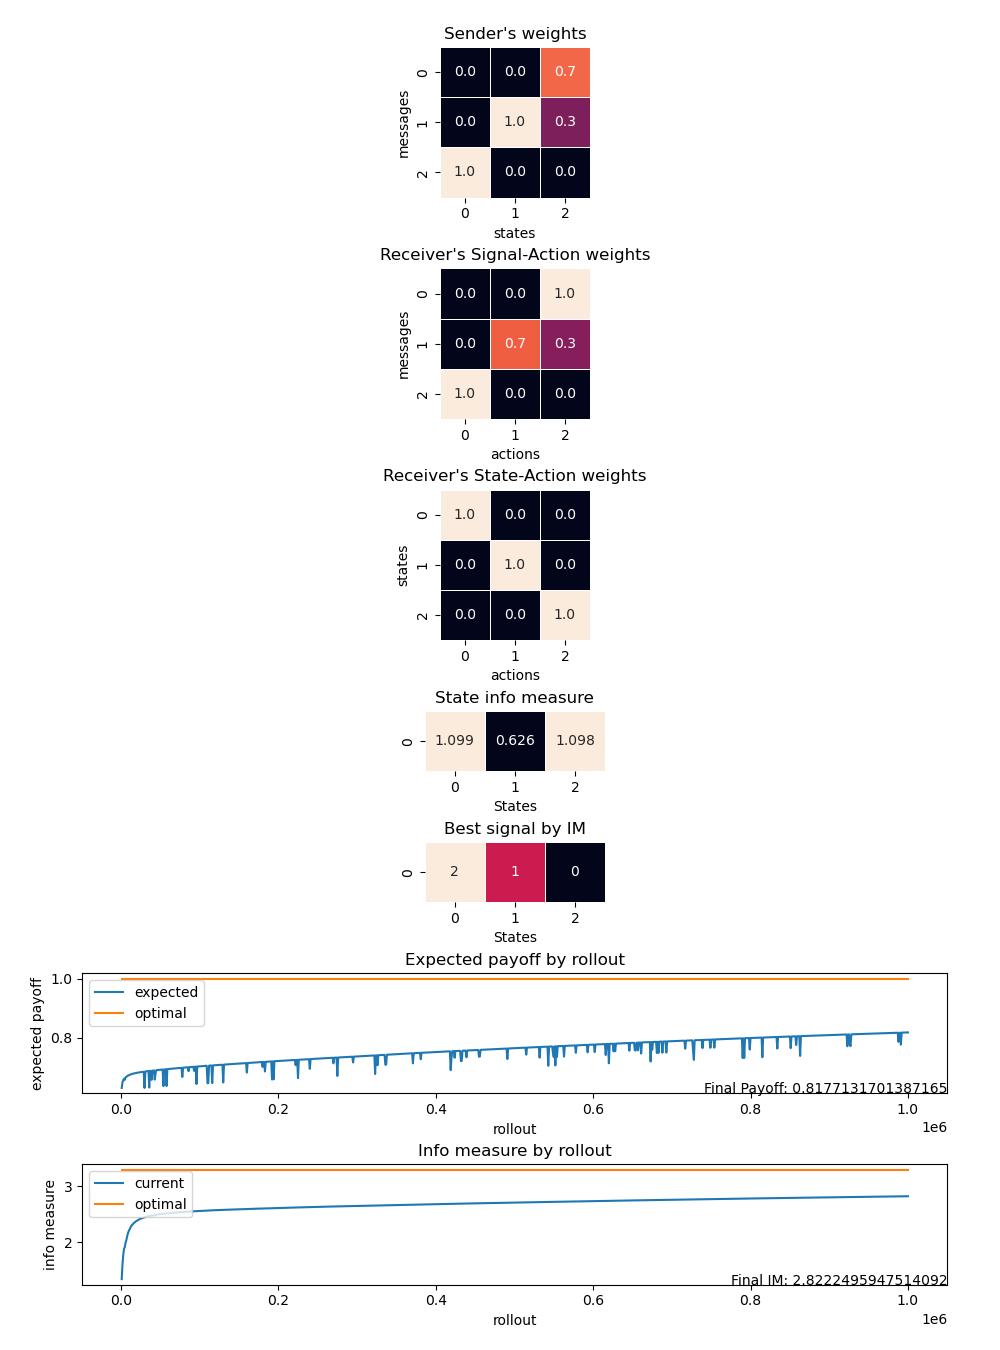 Sender's weights
messages
0 0.0 0.0 0.7
1 0.0 1.0 0.3
2 1.0 0.0 0.0
0 1 2
states
Receiver's Signal-Action weights
messages
0 0.0 0.0 1.0
1 0.0 0.7 0.3
2 1.0 0.0 0.0
0 1 2
actions
Receiver's State-Action weights
states
0 1.0 0.0 0.0
1 0.0 1.0 0.0
2 0.0 0.0 1.0
0 1 2
actions
State info measure
0 1.099 0.626 1.098
0 1 2
States
Best signal by IM
0 2 1 0
0 1 2
States
Expected payoff by rollout
expected payoff
1.0
0.8
expected
optimal
Final Payoff: 0.8177131701387165
0.0 0.2 0.4 0.6 0.8 1.0
1e6
rollout
Info measure by rollout
info measure
3
2
current
optimal
Final IM: 2.8222495947514092
0.0 0.2 0.4 0.6 0.8 1.0
1e6
rollout